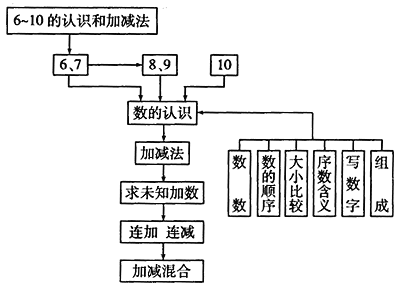 6~10的认识和加减法
6、7
8、9
10
数的认识
加减法
求未知加数
连加 连减
加减混合
数数
数的顺序
大小比较
序数含义
写数字
组成